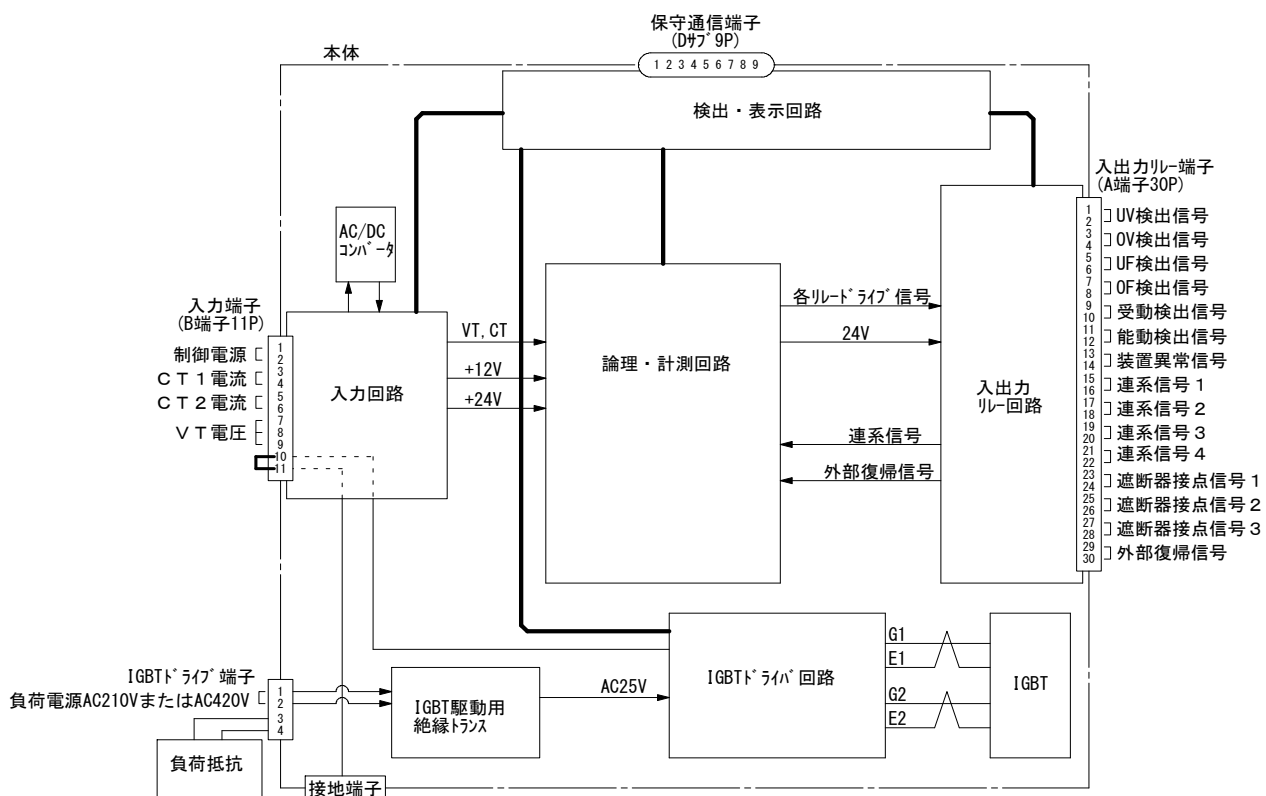 保守通信端子
(Dｻﾌﾞ9P)
本体
1 2 3 4 5 6 7 8 9
検出・表示回路
入出力ﾘﾚｰ端子
(A端子30P)
AC/DC
ｺﾝﾊﾞｰﾀ
入力端子
(B端子11P)
1
2
3
4
5
6
7
8
9
10
11
制御電源
ＣＴ１電流
ＣＴ２電流
ＶＴ電圧
入力回路
VT, CT
+12V
+24V
論理・計測回路
各ﾘﾚｰﾄﾞﾗｲﾌﾞ信号
24V
連系信号
外部復帰信号
入出力
ﾘﾚｰ回路
1
2
3
4
5
6
7
8
9
10
11
12
13
14
15
16
17
18
19
20
21
22
23
24
25
26
27
28
29
30
UV検出信号
OV検出信号
UF検出信号
OF検出信号
受動検出信号
能動検出信号
装置異常信号
連系信号１
連系信号２
連系信号３
連系信号４
遮断器接点信号１
遮断器接点信号２
遮断器接点信号３
外部復帰信号
IGBTﾄﾞﾗｲﾌﾞ端子
負荷電源AC210VまたはAC420V
1
2
3
4
負荷抵抗
接地端子
IGBT駆動用
絶縁ﾄﾗﾝｽ
AC25V
IGBTﾄﾞﾗｲﾊﾞ回路
G1
E1
G2
E2
IGBT